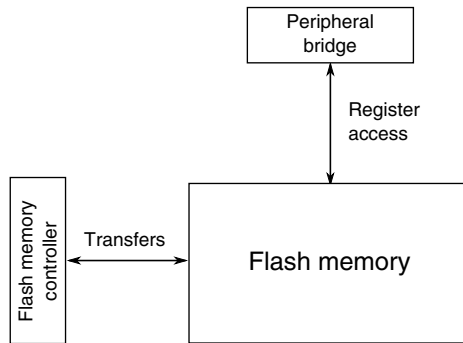 Peripheral
bridge
Register
access
Flash memory
controller
Transfers
Flash memory